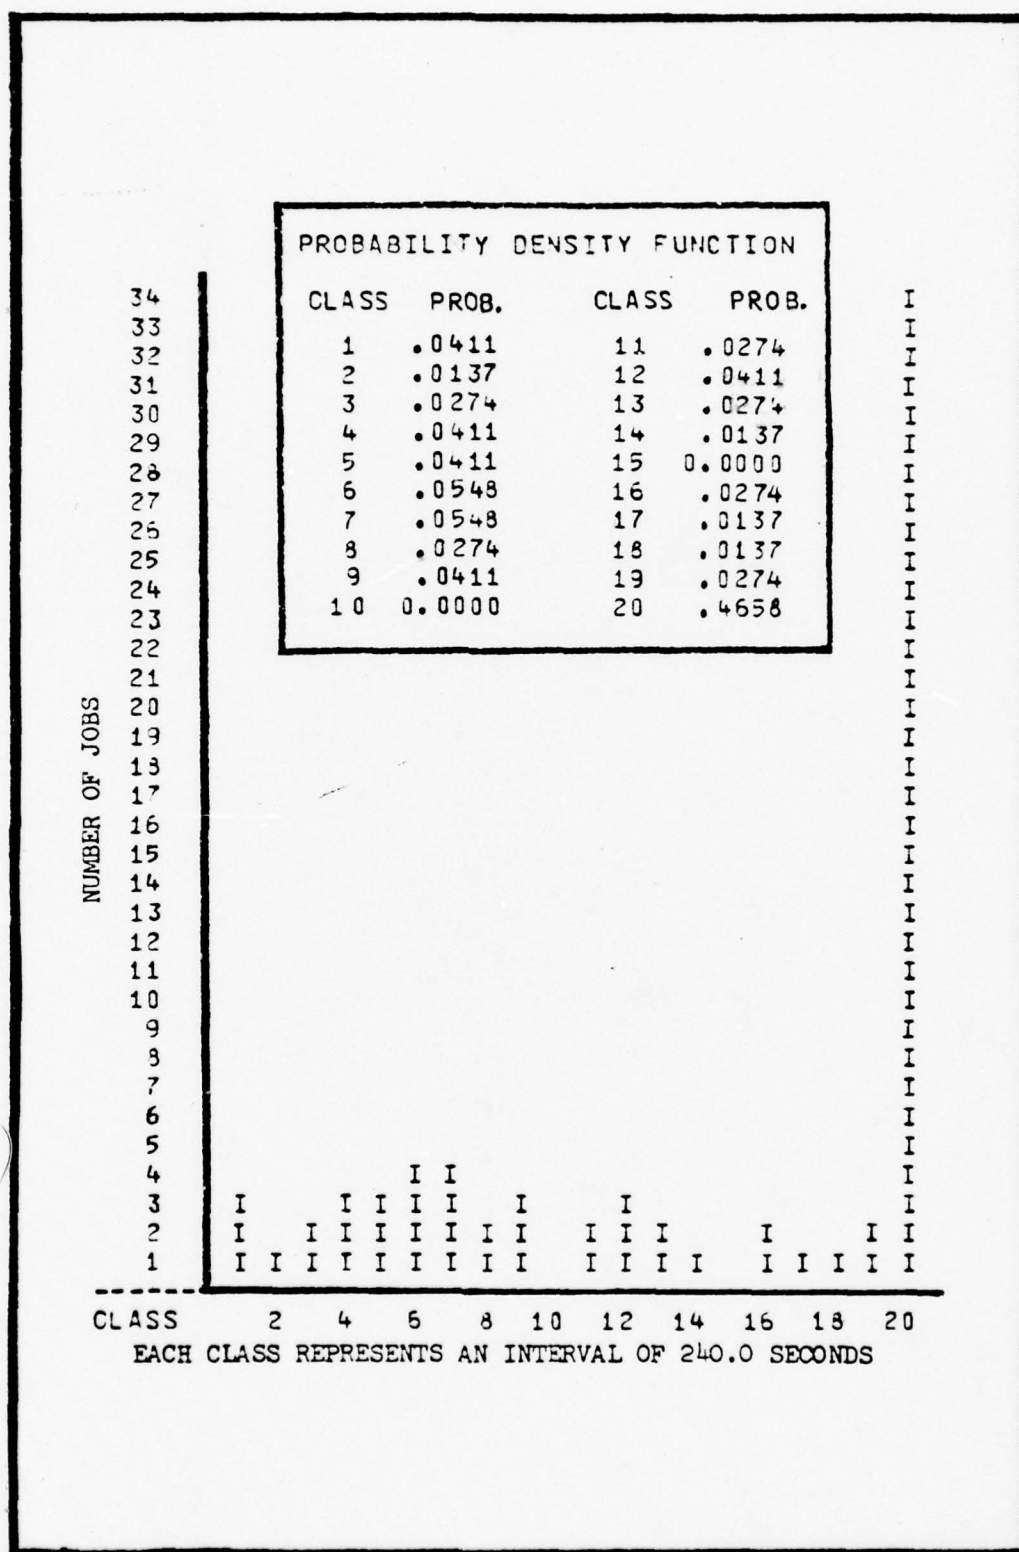 PROBABILITY DENSITY FUNCTION
CLASS PROB. CLASS PROB.
1 .0411 11 .0274
2 .0137 12 .0411
3 .0274 13 .0274
4 .0411 14 .0137
5 .0411 15 0.0000
6 .0548 16 .0274
7 .0548 17 .0137
8 .0274 18 .0137
9 .0411 19 .0274
10 0.0000 20 .4658
NUMBER OF JOBS
34 I
33 I
32 I
31 I
30 I
29 I
28 I
27 I
26 I
25 I
24 I
23 I
22 I
21 I
20 I
19 I
18 I
17 I
16 I
15 I
14 I
13 I
12 I
11 I
10 I
9 I
8 I
7 I
6 I
5 I
4 I I I
3 I I I I I I I I
2 I I I I I I I I I I I I I I
1 I I I I I I I I I I I I I I I I I I
------
CLASS 2 4 6 8 10 12 14 16 18 20
EACH CLASS REPRESENTS AN INTERVAL OF 240.0 SECONDS